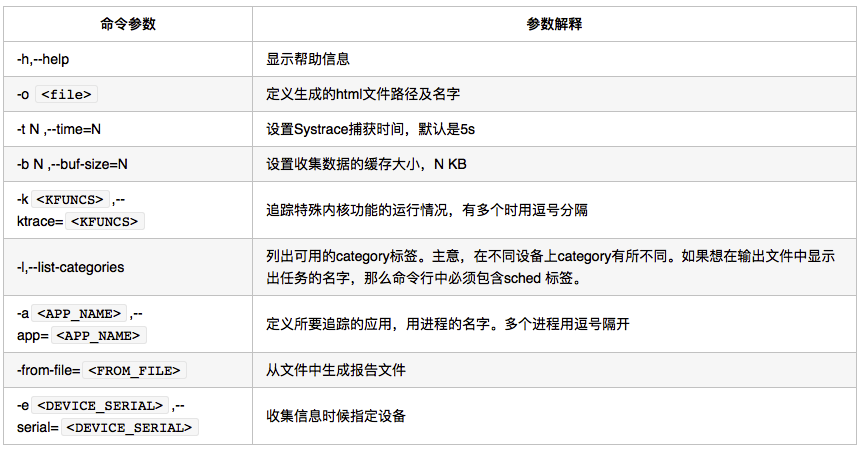 命令参数 参数解释
-h,--help 显示帮助信息
-o <file> 定义生成的html文件路径及名字
-t N ,--time=N 设置Systrace捕获时间，默认是5s
-b N ,--buf-size=N 设置收集数据的缓存大小，N KB
-k <KFUNCS> ,--
ktrace= <KFUNCS>
追踪特殊内核功能的运行情况，有多个时用逗号分隔
-l,--list-categories
列出可用的category标签。主意，在不同设备上category有所不同。如果想在输出文件中显示
出任务的名字，那么命令行中必须包含sched 标签。
-a <APP_NAME> ,--
app= <APP_NAME>
定义所要追踪的应用，用进程的名字。多个进程用逗号隔开
-from-file= <FROM_FILE> 从文件中生成报告文件
-e <DEVICE_SERIAL> ,--
serial= <DEVICE_SERIAL>
收集信息时候指定设备